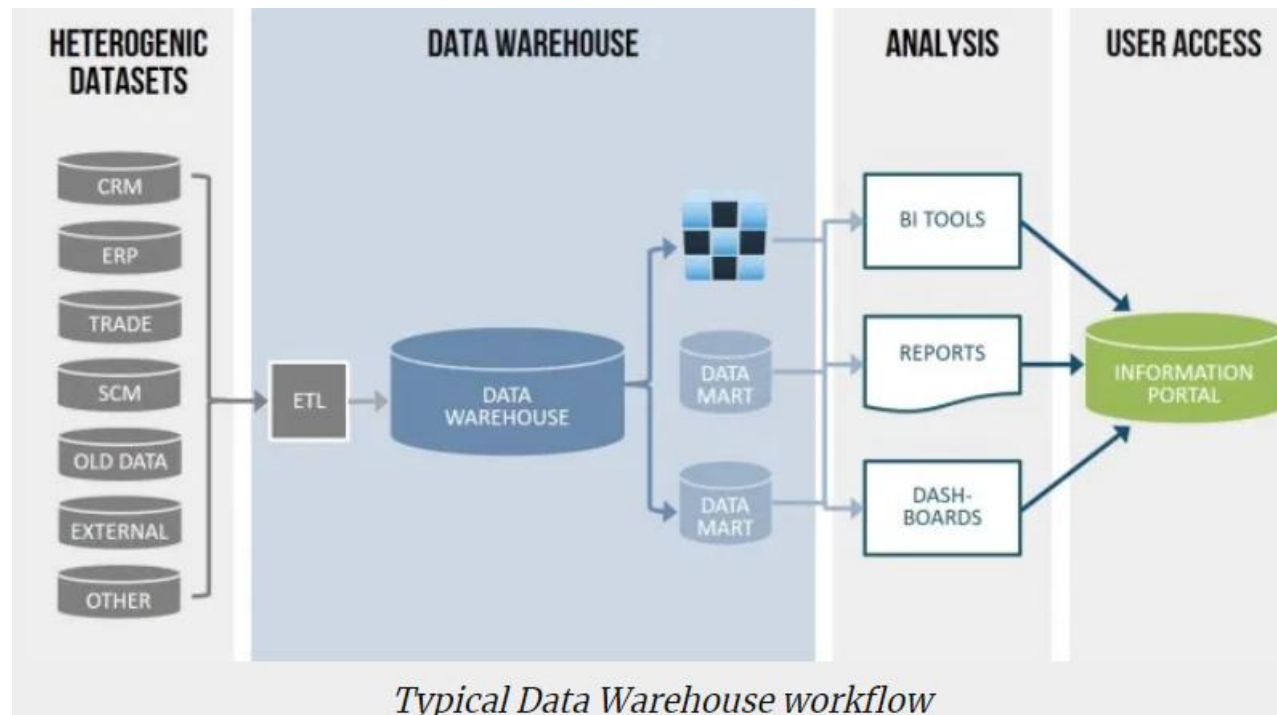 HETEROGENIC
DATASETS
DATA WAREHOUSE
ANALYSIS
USER ACCESS
CRM
ERP
TRADE
SCM
OLD DATA
EXTERNAL
OTHER
ETL
DATA
WAREHOUSE
DATA
MART
DATA
MART
BI TOOLS
REPORTS
DASH-
BOARDS
INFORMATION
PORTAL
Typical Data Warehouse workflow